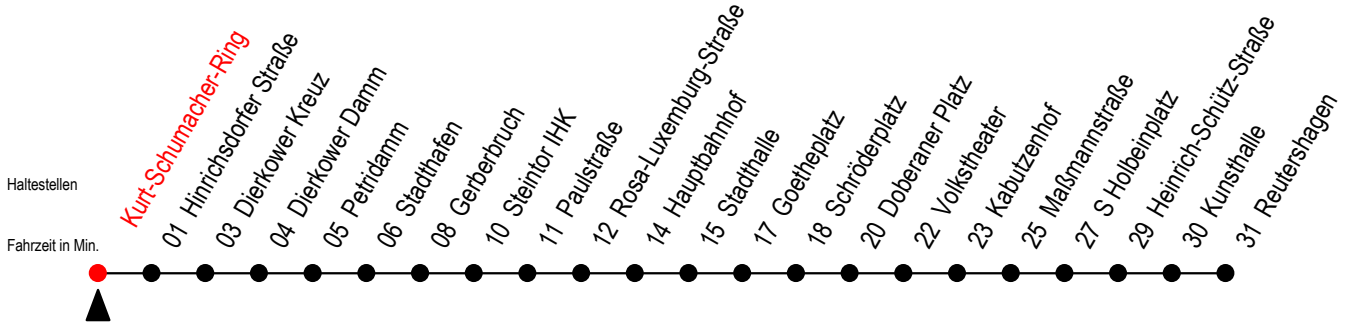 Haltestellen
Fahrzeit in Min.
Kurt-Schumacher-Ring
01 Hinrichsdorfer Straße
03 Dierkower Kreuz
04 Dierkower Damm
05 Petridamm
06 Stadthafen
08 Gerberbruch
10 Steintor IHK
11 Paulstraße
12 Rosa-Luxemburg-Straße
14 Hauptbahnhof
15 Stadthalle
17 Goetheplatz
18 Schröderplatz
20 Doberaner Platz
22 Volkstheater
23 Kabutzenhof
25 Maßmannstraße
27 S Holbeinplatz
29 Heinrich-Schütz-Straße
30 Kunsthalle
31 Reutershagen